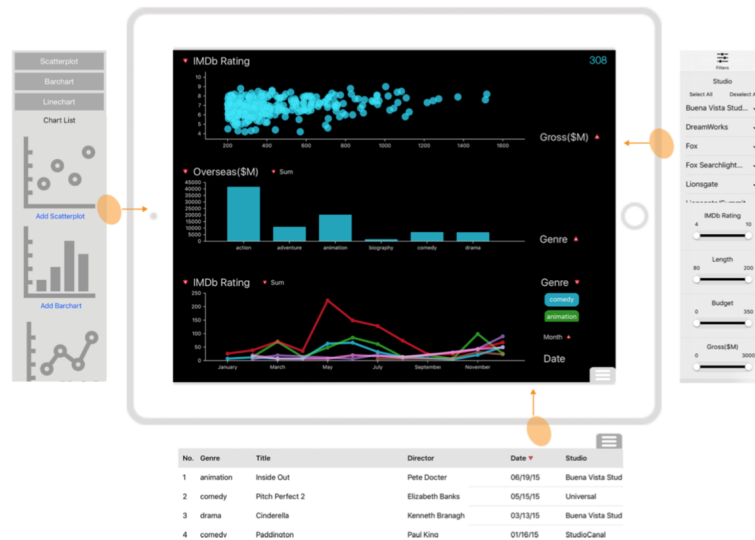 Scatterplot
Barchart
Linechart
Chart List
Add Scatterplot
Add Barchart
IMDb Rating
308
10
9
8
7
6
5
4
200 400 600 800 1000 1200 1400 1600
Gross($M)
Overseas($M) Sum
45000
40000
35000
30000
25000
20000
15000
10000
5000
0
action adventure animation biography comedy drama
Genre
IMDb Rating Sum
250
200
150
100
50
0
January March May July September November
Genre
comedy
animation
Month
Date
Filters
Studio
Select All Deselect A
Buena Vista Stud...
DreamWorks
Fox
Fox Searchlight...
Lionsgate
IMDb Rating
4 10
Length
80 200
Budget
0 350
Gross($M)
0 3000
No. Genre Title Director Date Studio
1 animation Inside Out Pete Docter 06/19/15 Buena Vista Stud
2 comedy Pitch Perfect 2 Elizabeth Banks 05/15/15 Universal
3 drama Cinderella Kenneth Branagh 03/13/15 Buena Vista Stud
4 comedy Paddington Paul King 01/16/15 StudioCanal